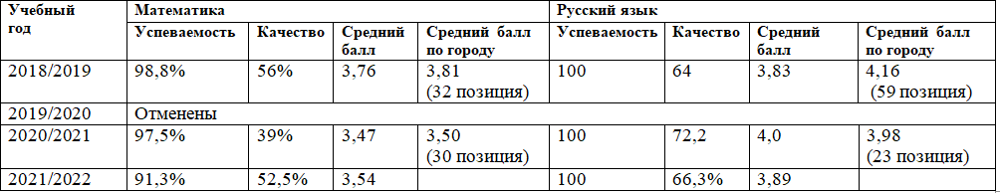 Учебный год Математика Русский язык
Успеваемость Качество Средний балл Средний балл по городу Успеваемость Качество Средний балл Средний балл по городу
2018/2019 98,8% 56% 3,76 3,81 (32 позиция) 100 64 3,83 4,16 (59 позиция)
2019/2020 Отменены
2020/2021 97,5% 39% 3,47 3,50 (30 позиция) 100 72,2 4,0 3,98 (23 позиция)
2021/2022 91,3% 52,5% 3,54 100 66,3% 3,89